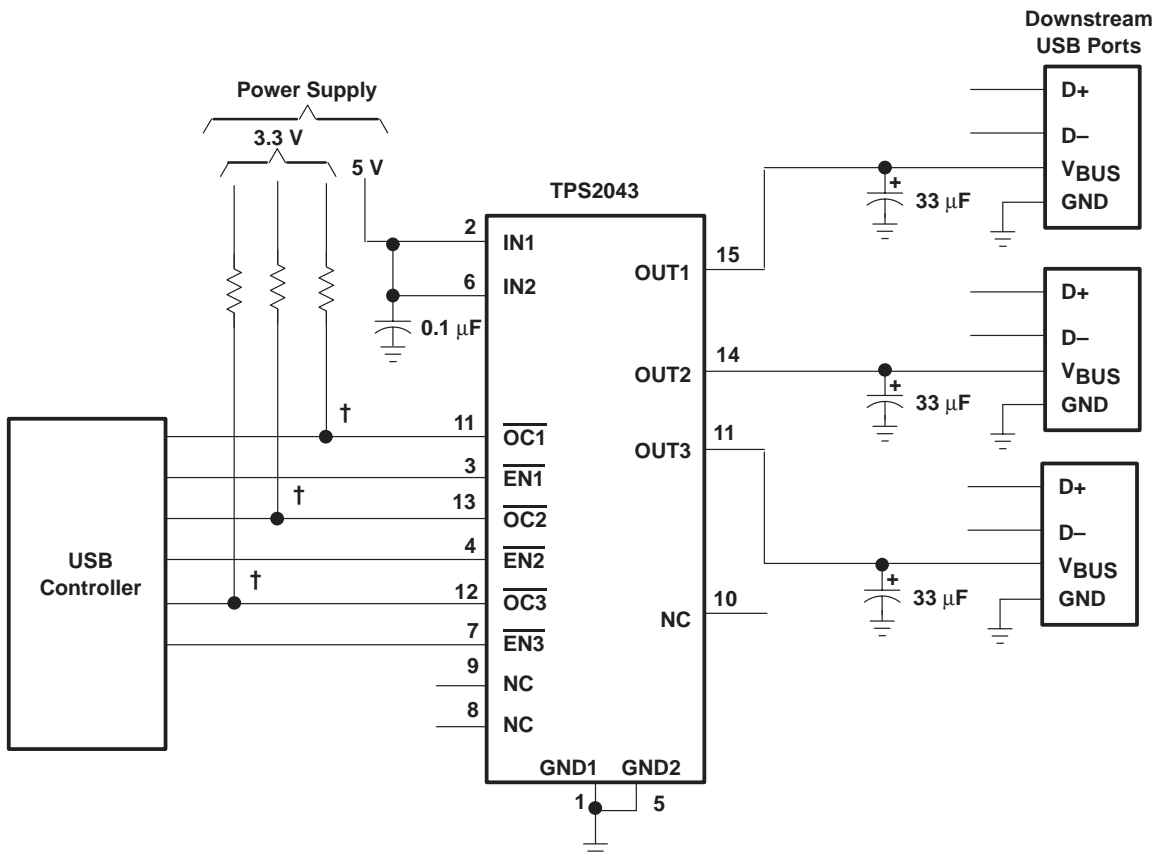 Downstream
USB Ports
Power Supply
3.3 V
5 V
TPS2043
2
IN1
6
IN2
0.1 μF
11
OC1
†
3
EN1
13
OC2
†
4
EN2
12
OC3
†
7
EN3
9
NC
8
NC
USB
Controller
GND1
GND2
1
5
15
OUT1
14
OUT2
11
OUT3
10
NC
+
33 μF
D+
D–
VBUS
GND
+
33 μF
D+
D–
VBUS
GND
+
33 μF
D+
D–
VBUS
GND